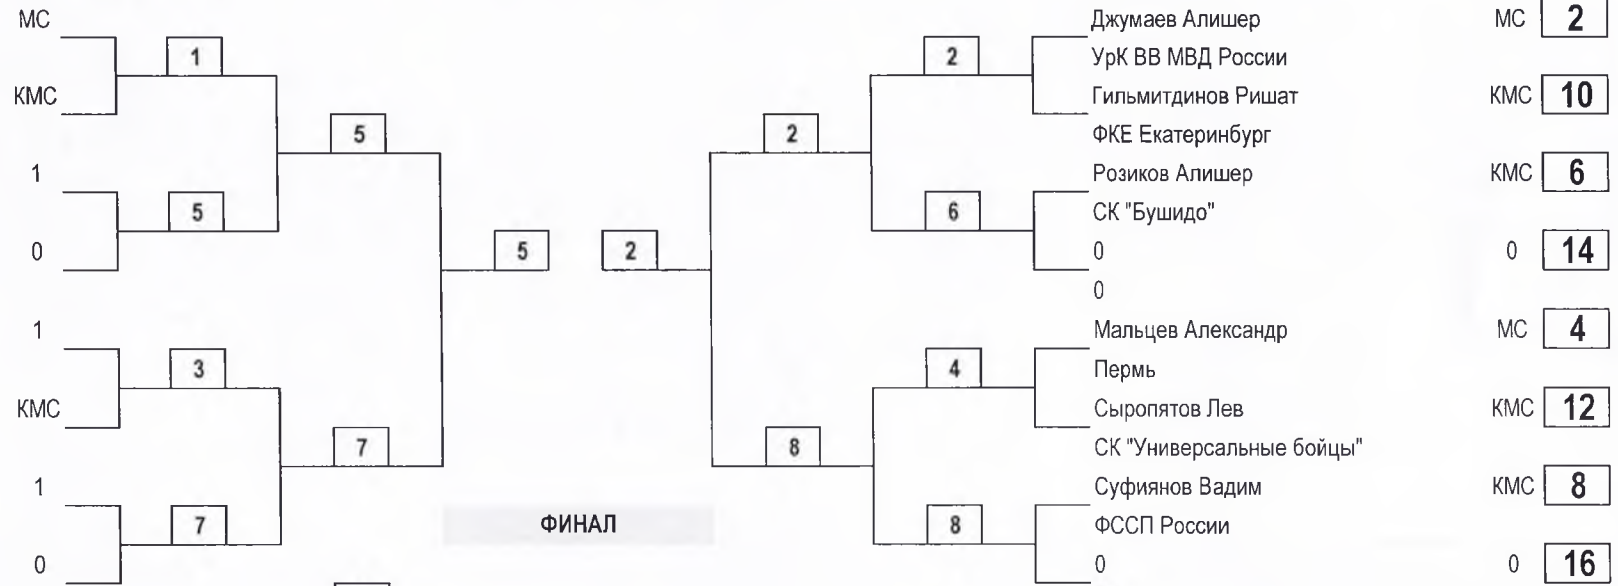 МС
Джумаев Алишер МС 2
1 2 УрК ВВ МВД России
КМС Гильмитдинов Ришат КМС 10
5 2 ФКЕ Екатеринбург
1 Розиков Алишер КМС 6
5 6 СК "Бушидо"
0 5 2 0 0 14
0
1 Мальцев Александр МС 4
3 4 Пермь
КМС Сыропятов Лев КМС 12
7 8 СК "Универсальные бойцы"
1 Суфиянов Вадим КМС 8
7 ФИНАЛ 8 ФССП России
0 0 0 16